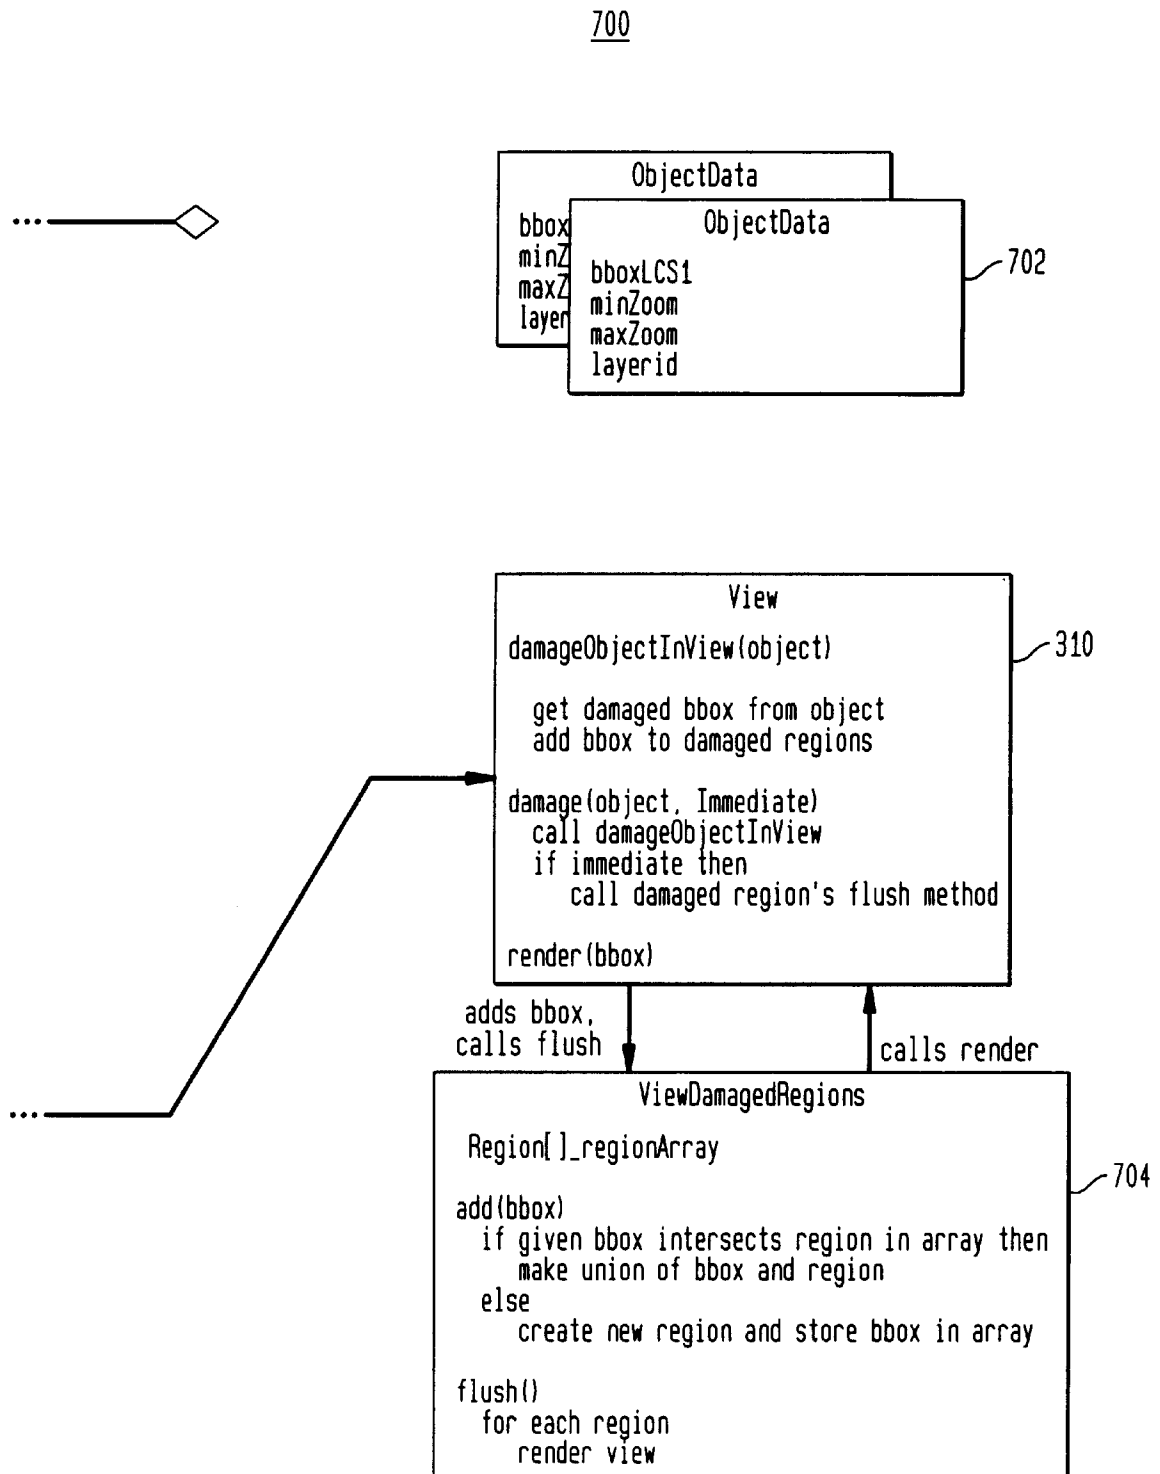 700
ObjectData
bbox
minZ
maxZ
layer
ObjectData
bboxLCS1
minZoom
maxZoom
layerid
702
View
damageObjectInView(object)
get damaged bbox from object
add bbox to damaged regions
damage(object, Immediate)
call damageObjectInView
if immediate then
call damaged region's flush method
render(bbox)
310
adds bbox,
calls flush
calls render
ViewDamagedRegions
Region[]_regionArray
add(bbox)
if given bbox intersects region in array then
make union of bbox and region
else
create new region and store bbox in array
flush()
for each region
render view
704